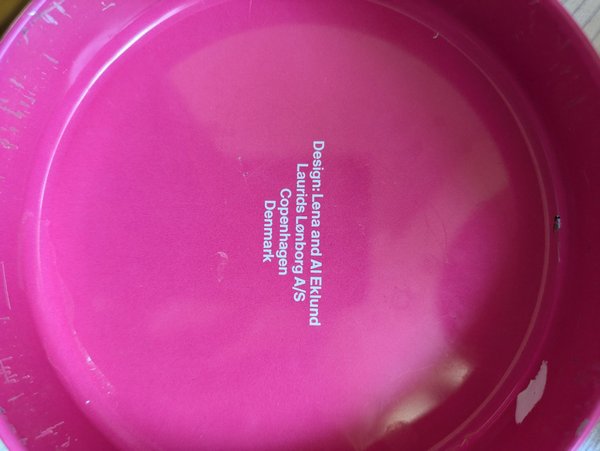 Design: Lena and Al Eklund
Laurids Lønborg A/S
Copenhagen
Denmark